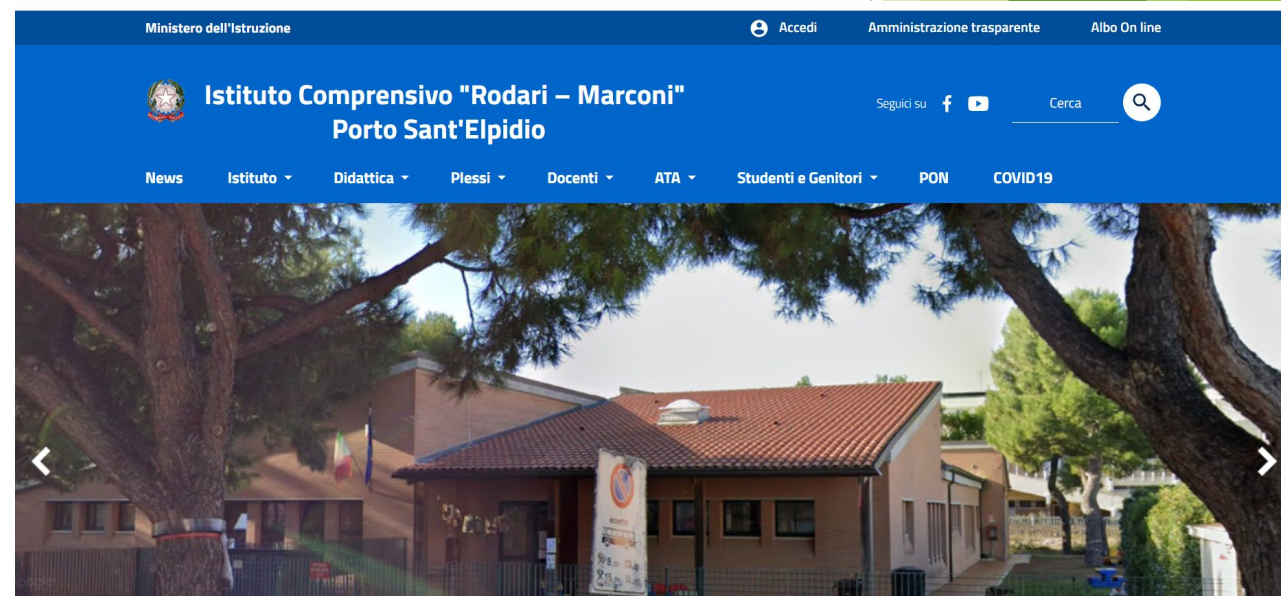 Ministero dell'Istruzione
Accedi
Amministrazione trasparente
Albo On line
Istituto Comprensivo "Rodari – Marconi"
Porto Sant'Elpidio
Seguici su
Cerca
News
Istituto
Didattica
Plessi
Docenti
ATA
Studenti e Genitori
PON
COVID19